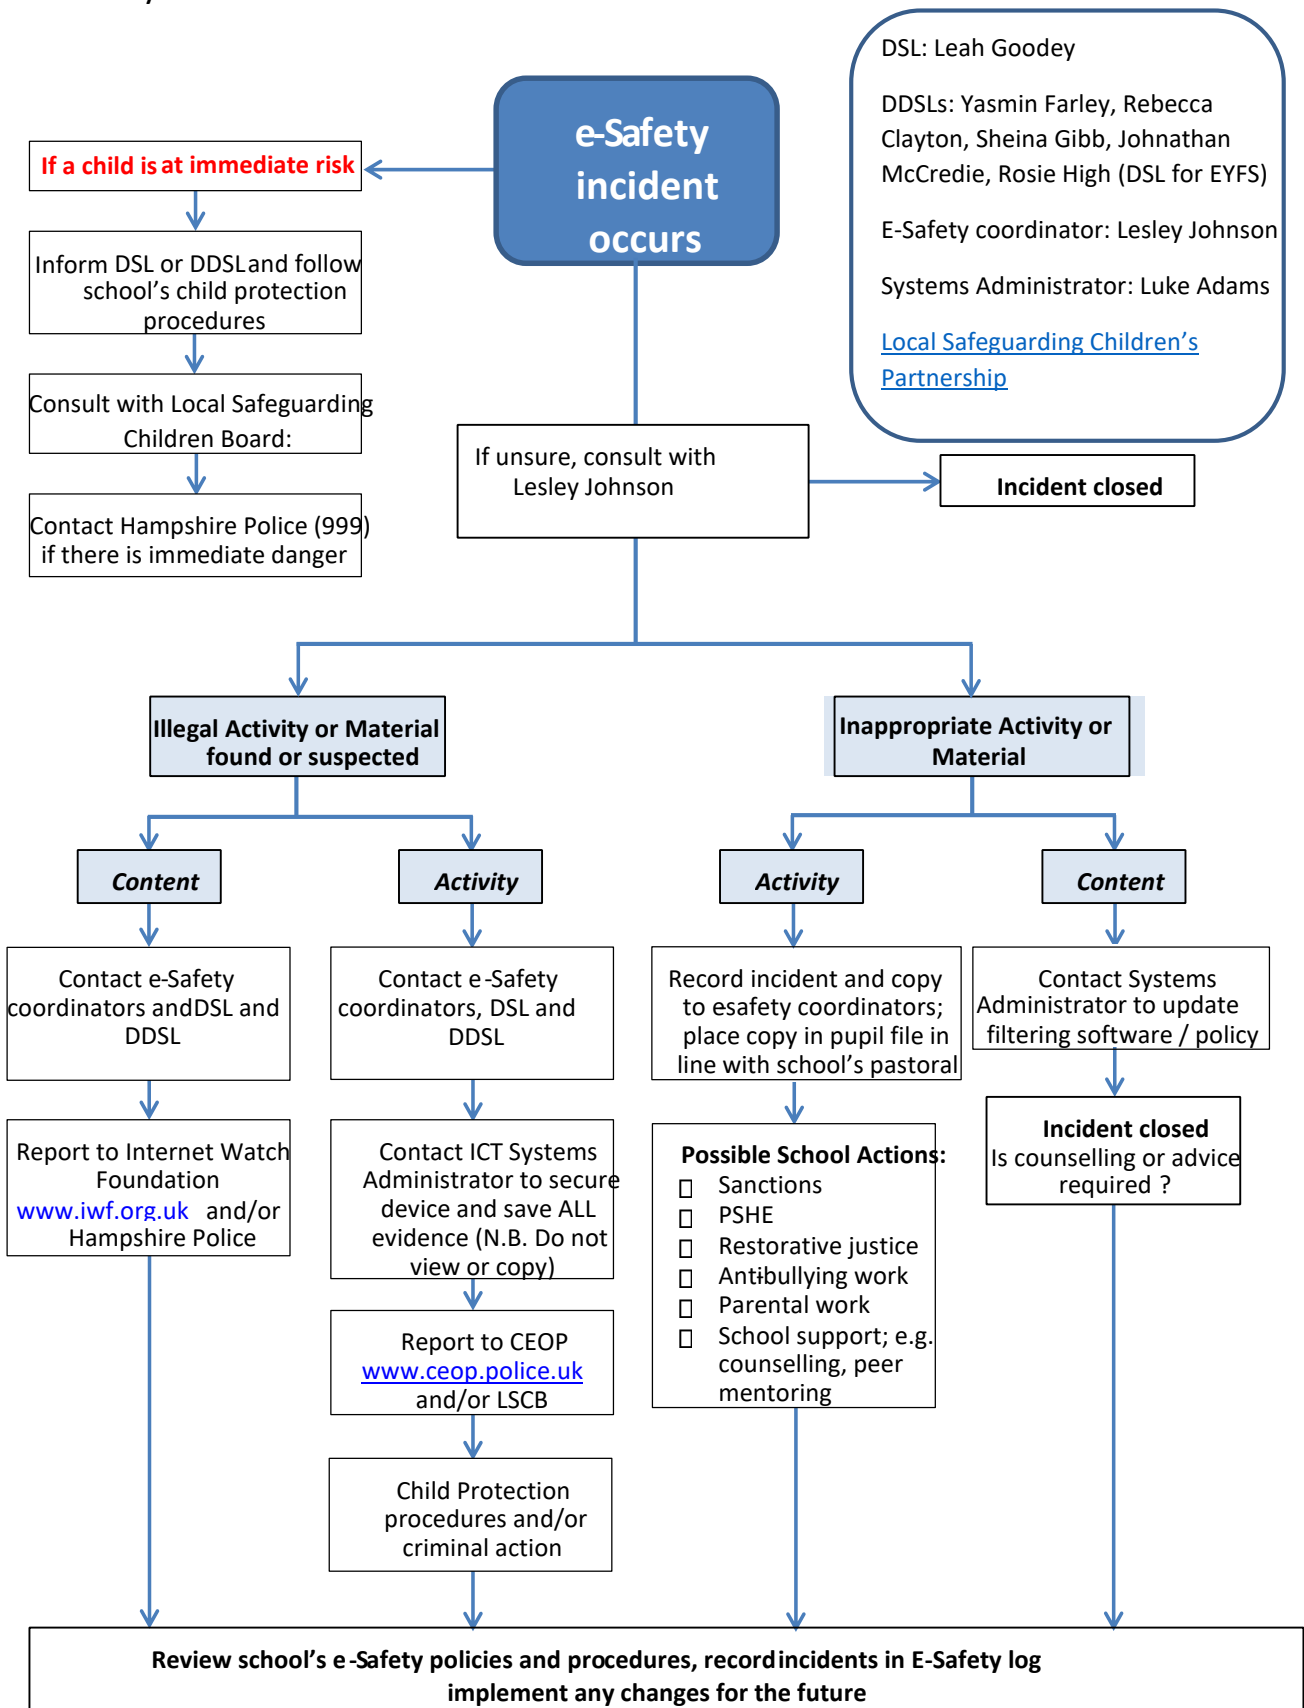 DSL: Leah Goodey
DDSLs: Yasmin Farley, Rebecca
Clayton, Sheina Gibb, Johnathan
McCredie, Rosie High (DSL for EYFS)
E-Safety coordinator: Lesley Johnson
Systems Administrator: Luke Adams
Local Safeguarding Children's
Partnership
e-Safety
incident
occurs
If a child is at immediate risk
Inform DSL or DDSL and follow
school's child protection
procedures
Consult with Local Safeguarding
Children Board:
Contact Hampshire Police (999)
if there is immediate danger
If unsure, consult with
Lesley Johnson
Incident closed
Illegal Activity or Material
found or suspected
Inappropriate Activity or
Material
Content
Activity
Activity
Content
Contact e-Safety
coordinators and DSL and
DDSL
Report to Internet Watch
Foundation
www.iwf.org.uk and/or
Hampshire Police
Contact e-Safety
coordinators, DSL and
DDSL
Contact ICT Systems
Administrator to secure
device and save ALL
evidence (N.B. Do not
view or copy)
Report to CEOP
www.ceop.police.uk
and/or LSCB
Child Protection
procedures and/or
criminal action
Record incident and copy
to esafety coordinators;
place copy in pupil file in
line with school's pastoral
Possible School Actions:
Sanctions
PSHE
Restorative justice
Anti-bullying work
Parental work
School support; e.g.
counselling, peer
mentoring
Contact Systems
Administrator to update
filtering software / policy
Incident closed
Is counselling or advice
required ?
Review school's e-Safety policies and procedures, record incidents in E-Safety log
implement any changes for the future